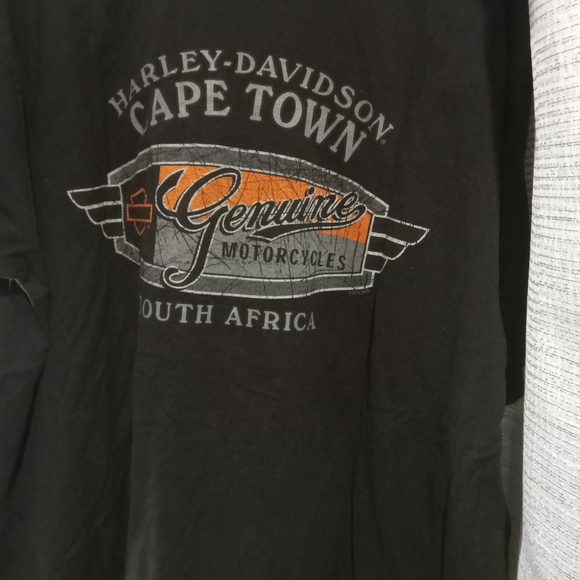 HARLEY-DAVIDSON
CAPE TOWN
Genuine
MOTORCYCLES
SOUTH AFRICA